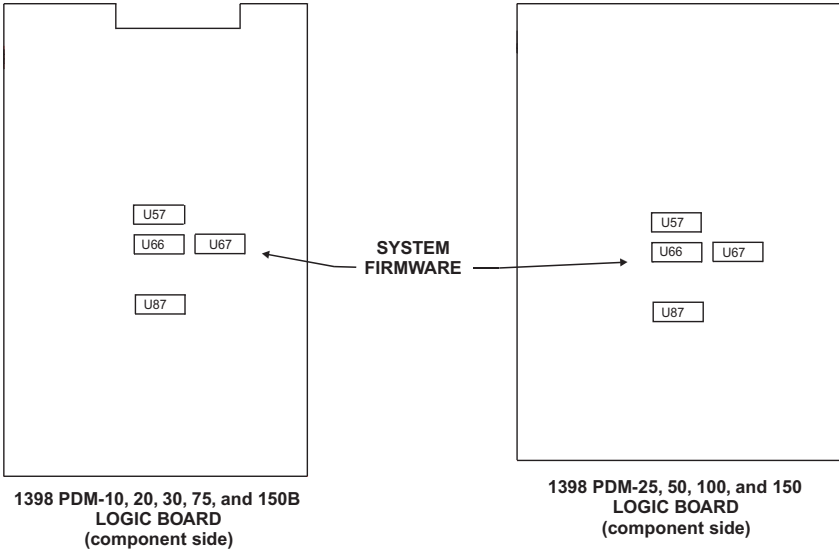 U57
U66 U67
U87
SYSTEM
FIRMWARE
U57
U66 U67
U87
1398 PDM-10, 20, 30, 75, and 150B
LOGIC BOARD
(component side)
1398 PDM-25, 50, 100, and 150
LOGIC BOARD
(component side)